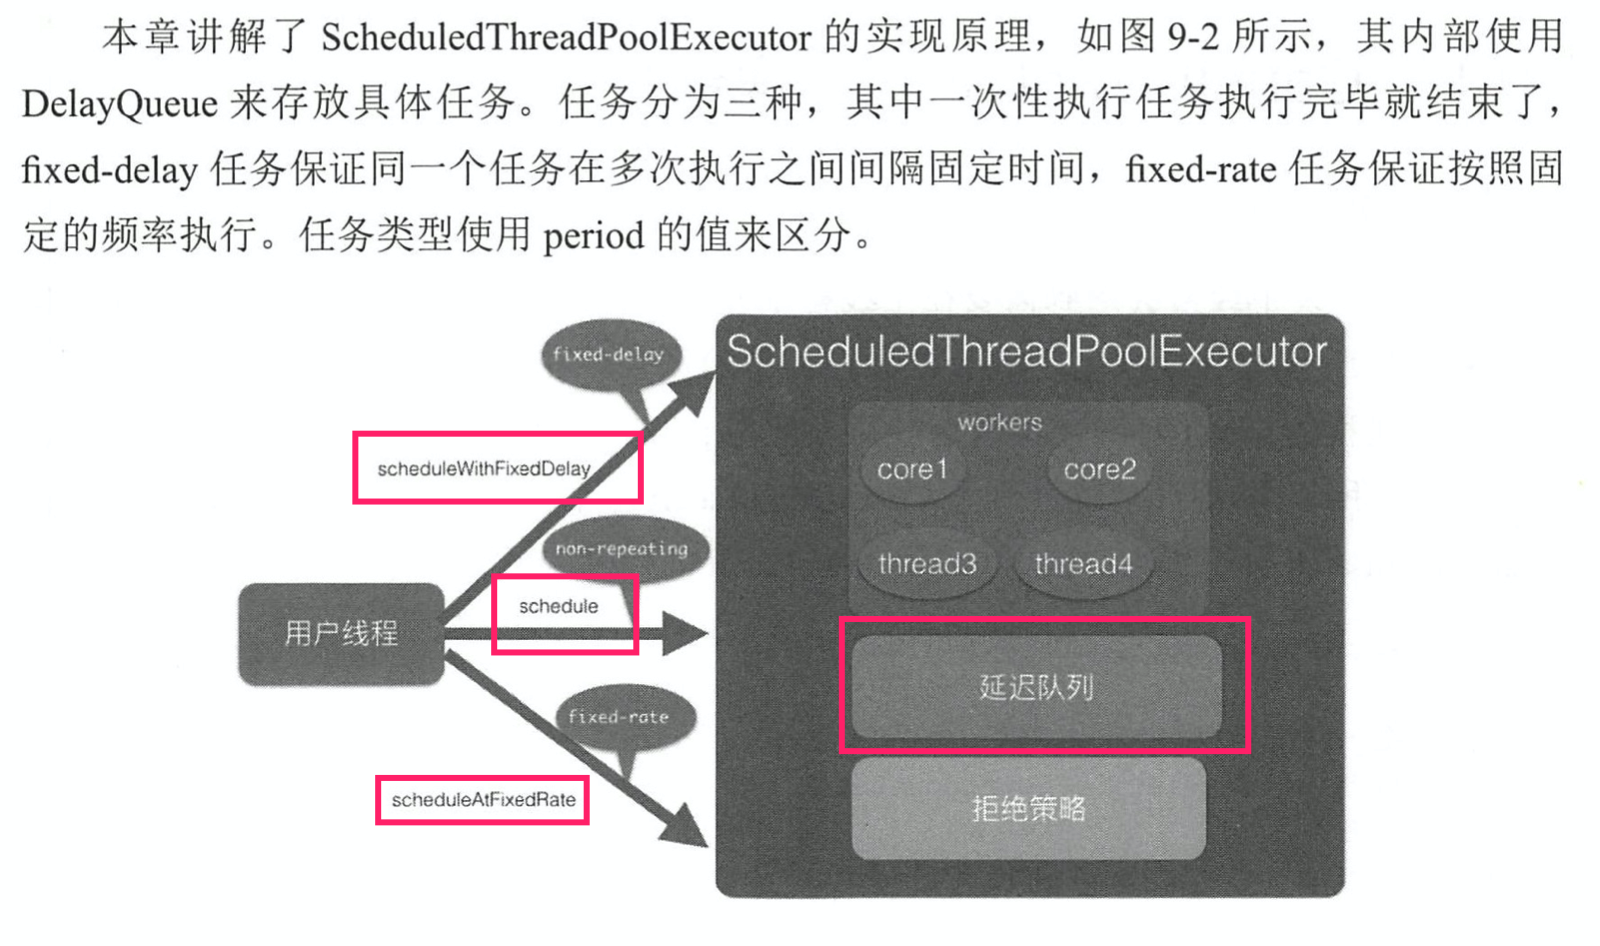 本章讲解了 ScheduledThreadPoolExecutor 的实现原理，如图 9-2 所示，其内部使用
DelayQueue 来存放具体任务。任务分为三种，其中一次性执行任务执行完毕就结束了，
fixed-delay 任务保证同一个任务在多次执行之间间隔固定时间，fixed-rate 任务保证按照固
定的频率执行。任务类型使用 period 的值来区分。
fixed-delay
ScheduledThreadPoolExecutor
workers
scheduleWithFixedDelay
core1
core2
non-repeating
thread3
thread4
schedule
用户线程
延迟队列
fixed-rate
scheduleAtFixedRate
拒绝策略